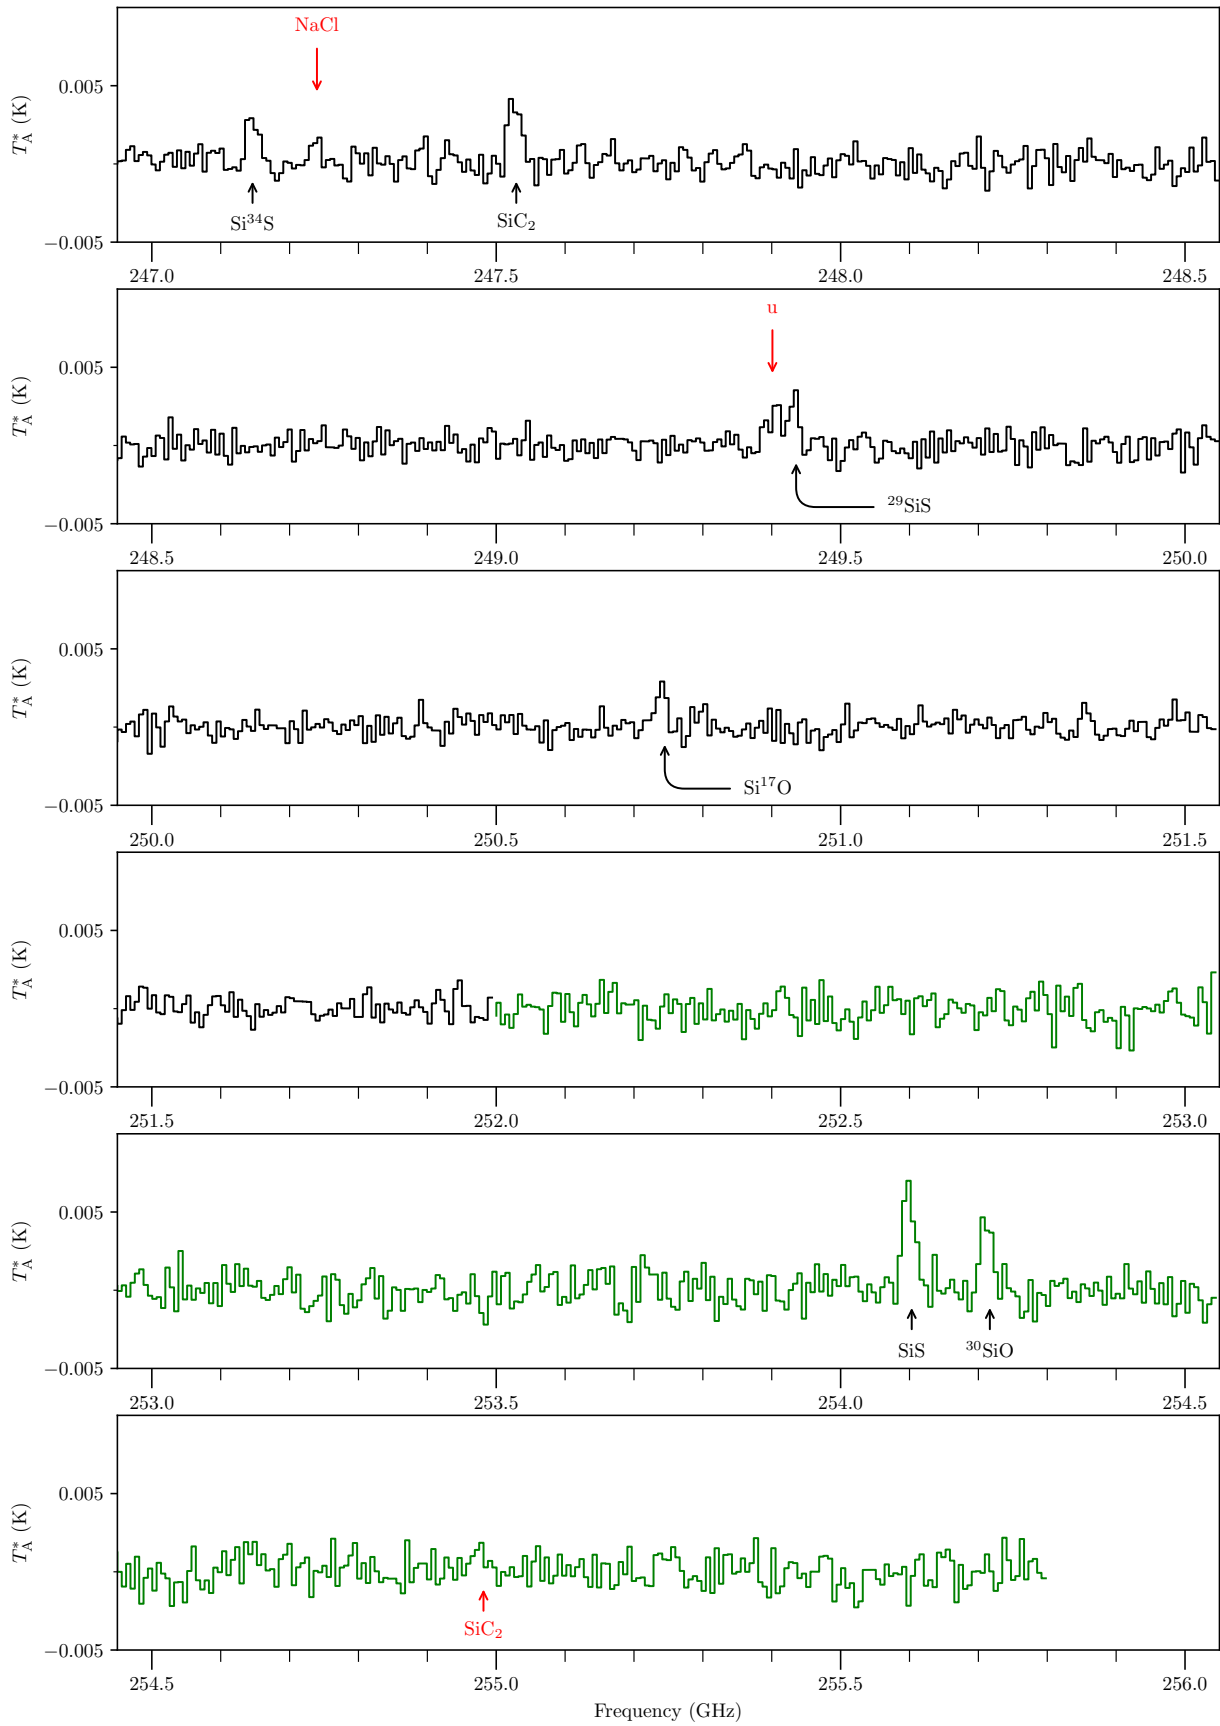 NaCl
0.005
T*A (K)
Si³⁴S
SiC₂
−0.005
247.0 247.5 248.0 248.5
u
0.005
T*A (K)
²⁹SiS
−0.005
248.5 249.0 249.5 250.0
0.005
T*A (K)
Si¹⁷O
−0.005
250.0 250.5 251.0 251.5
0.005
T*A (K)
−0.005
251.5 252.0 252.5 253.0
0.005
T*A (K)
SiS ³⁰SiO
−0.005
253.0 253.5 254.0 254.5
0.005
T*A (K)
SiC₂
−0.005
254.5 255.0 255.5 256.0
Frequency (GHz)